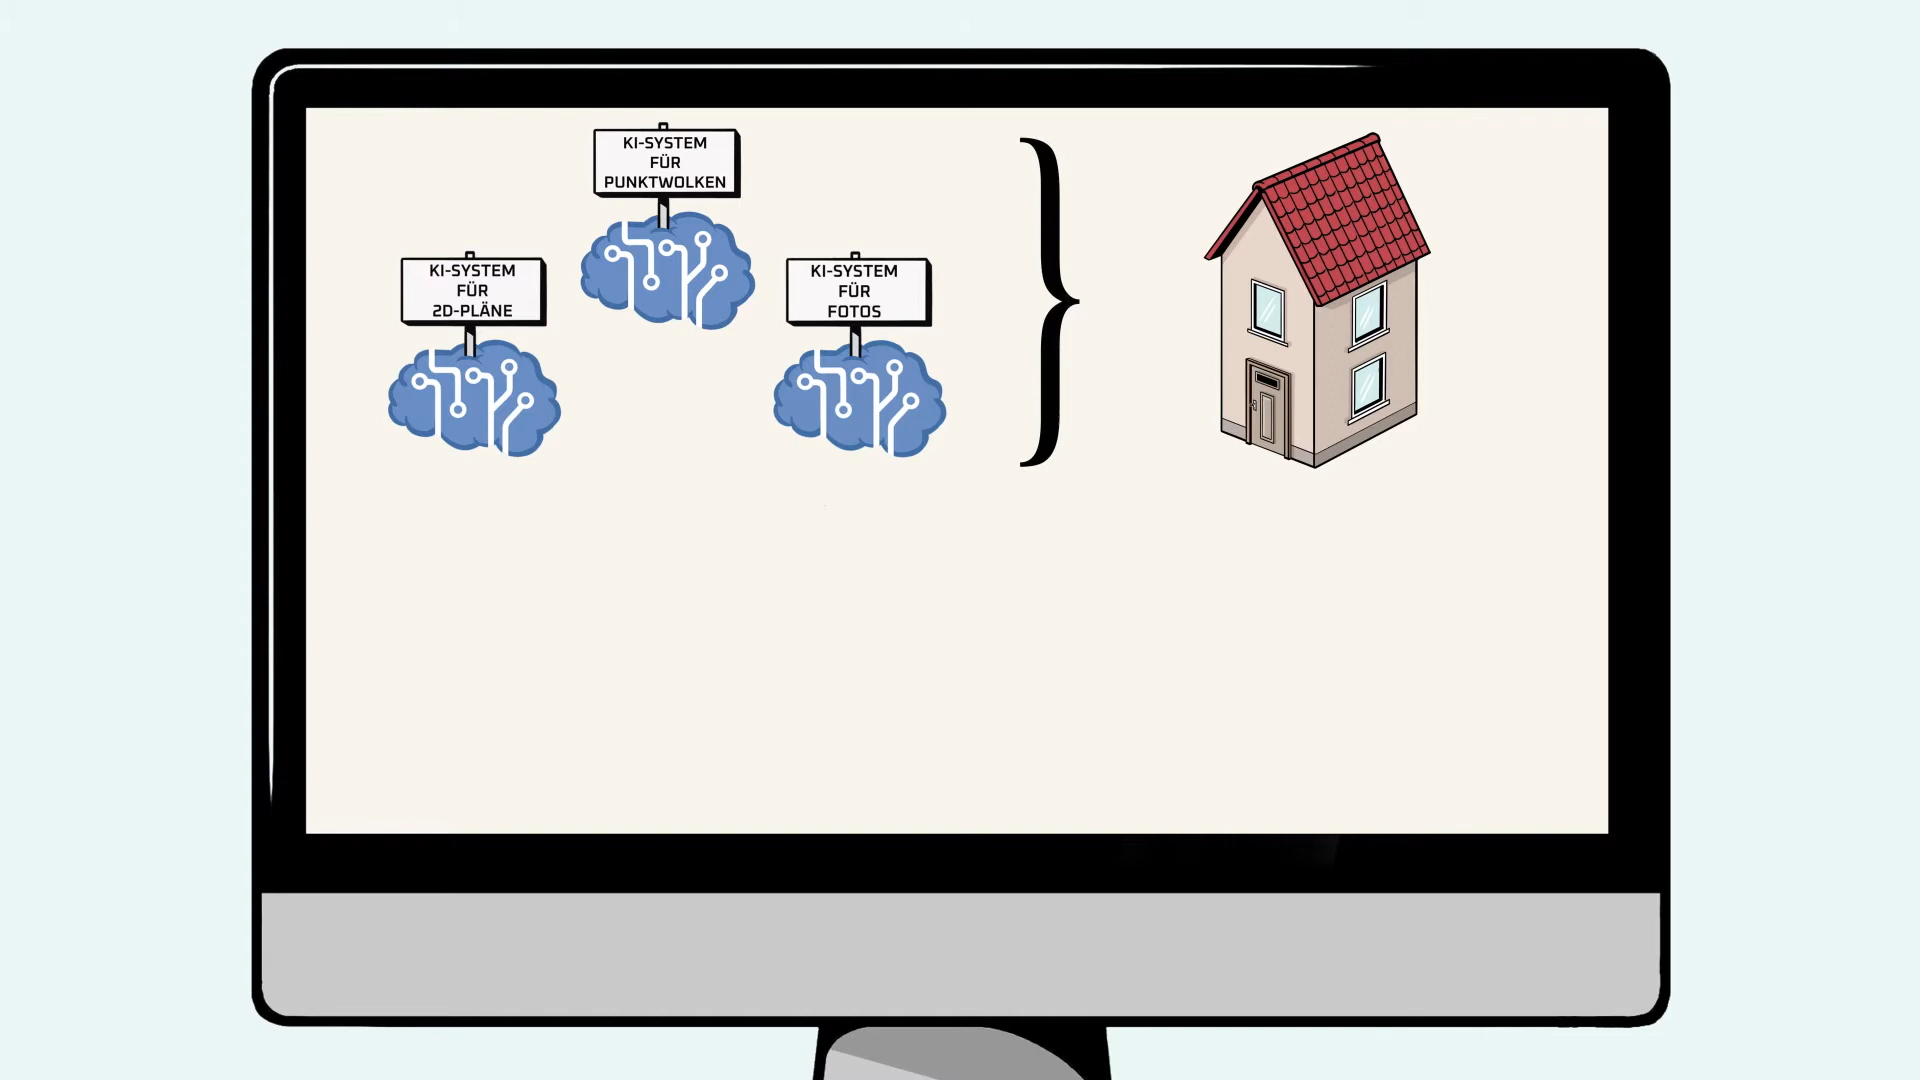 KI-SYSTEM
FÜR
PUNKTWOLKEN
KI-SYSTEM
FÜR
2D-PLÄNE
KI-SYSTEM
FÜR
FOTOS